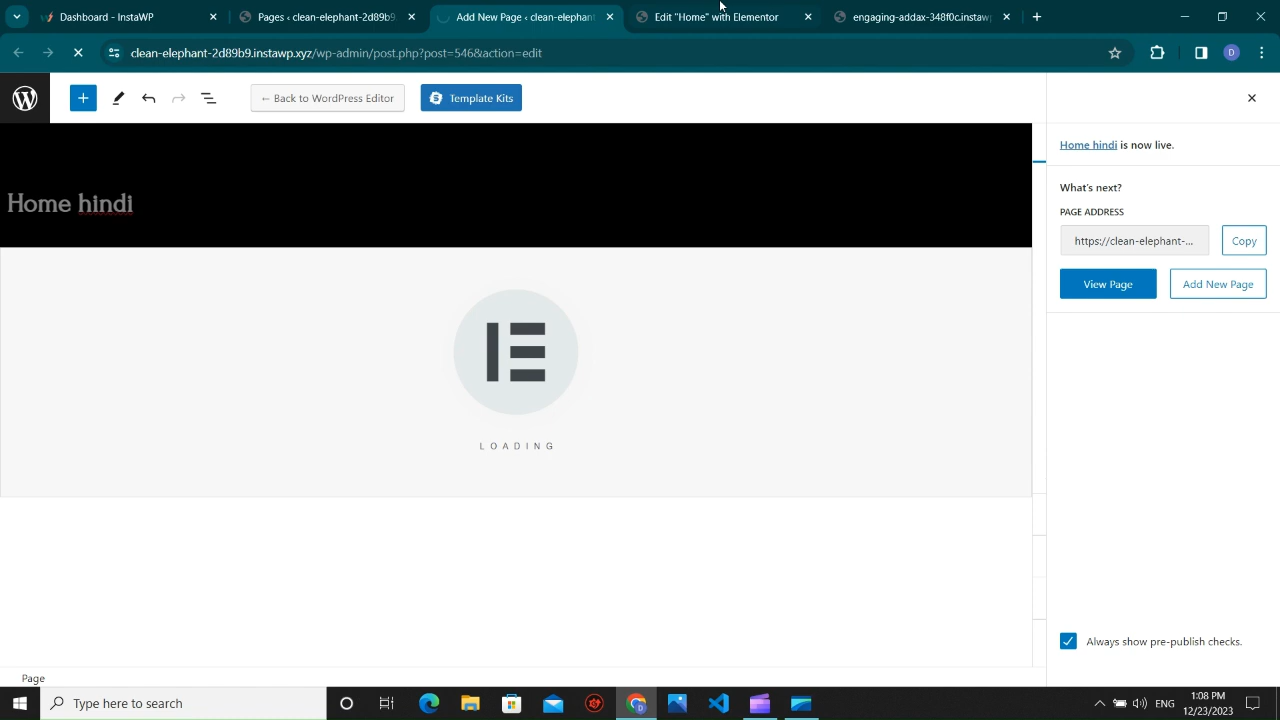 Dashboard - InstaWP
Pages ‹ clean-elephant-2d89b9
Add New Page ‹ clean-elephant
Edit "Home" with Elementor
engaging-addax-348f0c.instawp
clean-elephant-2d89b9.instawp.xyz/wp-admin/post.php?post=546&action=edit
D
← Back to WordPress Editor
Template Kits
Home hindi is now live.
What's next?
Home hindi
PAGE ADDRESS
https://clean-elephant-...
Copy
View Page
Add New Page
LOADING
Always show pre-publish checks.
Page
Type here to search
ENG
1:08 PM
12/23/2023